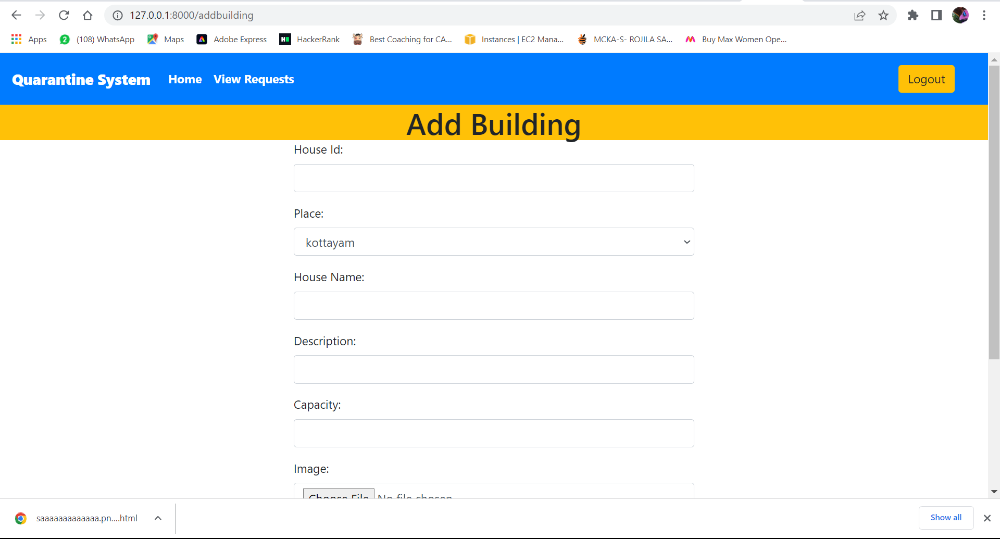 127.0.0.1:8000/addbuilding
Apps
2
(108) WhatsApp
Maps
Adobe Express
HackerRank
Best Coaching for CA...
Instances | EC2 Mana...
MCKA-S- ROJILA SA...
Buy Max Women Ope...
Quarantine System
Home
View Requests
Logout
Add Building
House Id:
Place:
kottayam
House Name:
Description:
Capacity:
Image:
Choose File No file chosen
saaaaaaaaaaaaa.pn....html
Show all